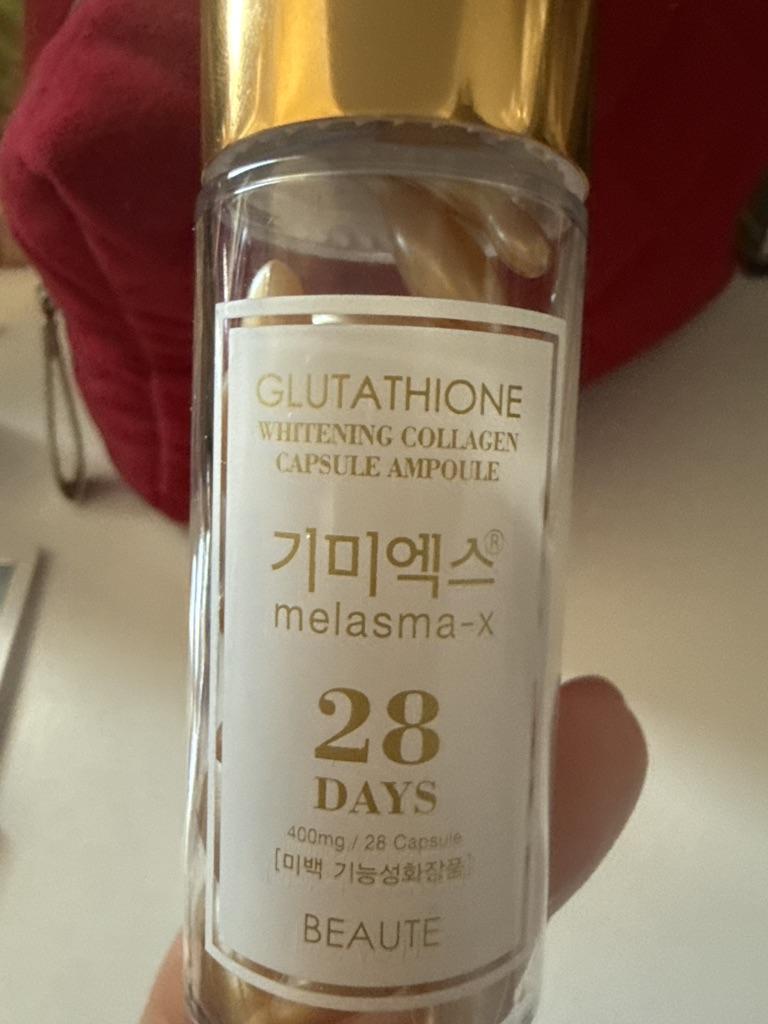 GLUTATHIONE
WHITENING COLLAGEN
CAPSULE AMPOULE
기미엑스®
melasma-x
28
DAYS
400mg / 28 Capsule
[미백 기능성화장품]
BEAUTE